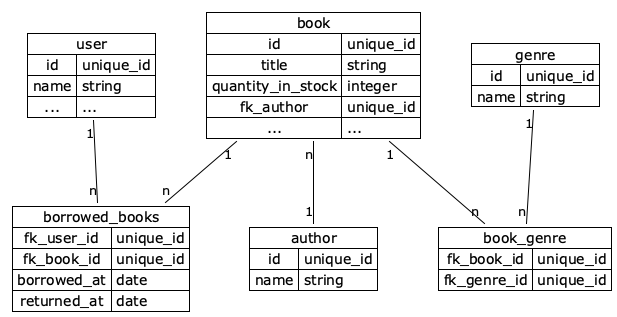 user
id unique_id
name string
... ...
book
id unique_id
title string
quantity_in_stock integer
fk_author unique_id
... ...
genre
id unique_id
name string
1
1
n
1
1
n
n
1
n
n
borrowed_books
fk_user_id unique_id
fk_book_id unique_id
borrowed_at date
returned_at date
author
id unique_id
name string
book_genre
fk_book_id unique_id
fk_genre_id unique_id